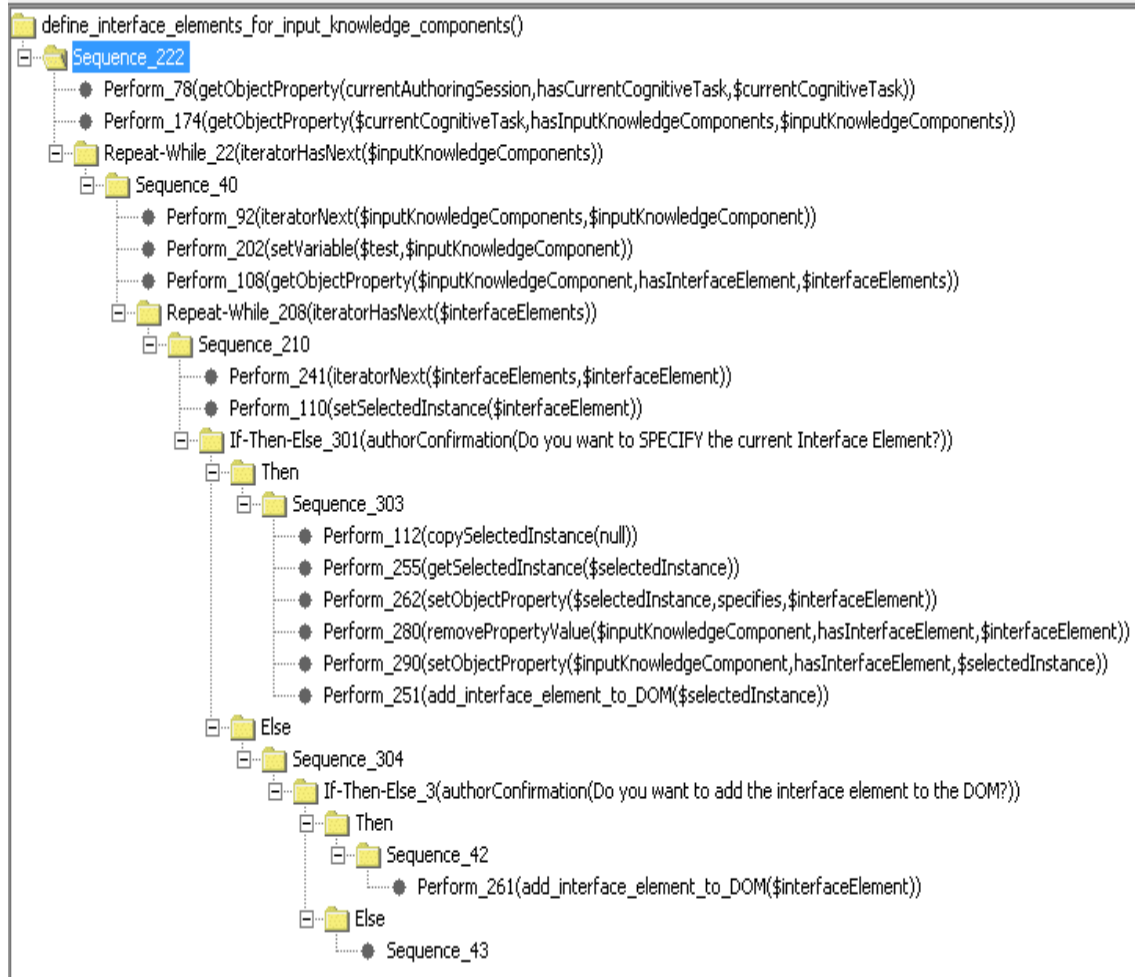 define_interface_elements_for_input_knowledge_components()
Sequence_222
Perform_78(getObjectProperty(currentAuthoringSession,hasCurrentCognitiveTask,$currentCognitiveTask))
Perform_174(getObjectProperty($currentCognitiveTask,hasInputKnowledgeComponents,$inputKnowledgeComponents))
Repeat-While_22(iteratorHasNext($inputKnowledgeComponents))
Sequence_40
Perform_92(iteratorNext($inputKnowledgeComponents,$inputKnowledgeComponent))
Perform_202(setVariable($test,$inputKnowledgeComponent))
Perform_108(getObjectProperty($inputKnowledgeComponent,hasInterfaceElement,$interfaceElements))
Repeat-While_208(iteratorHasNext($interfaceElements))
Sequence_210
Perform_241(iteratorNext($interfaceElements,$interfaceElement))
Perform_110(setSelectedInstance($interfaceElement))
If-Then-Else_301(authorConfirmation(Do you want to SPECIFY the current Interface Element?))
Then
Sequence_303
Perform_112(copySelectedInstance(null))
Perform_255(getSelectedInstance($selectedInstance))
Perform_262(setObjectProperty($selectedInstance,specifies,$interfaceElement))
Perform_280(removePropertyValue($inputKnowledgeComponent,hasInterfaceElement,$interfaceElement))
Perform_290(setObjectProperty($inputKnowledgeComponent,hasInterfaceElement,$selectedInstance))
Perform_251(add_interface_element_to_DOM($selectedInstance))
Else
Sequence_304
If-Then-Else_3(authorConfirmation(Do you want to add the interface element to the DOM?))
Then
Sequence_42
Perform_261(add_interface_element_to_DOM($interfaceElement))
Else
Sequence_43